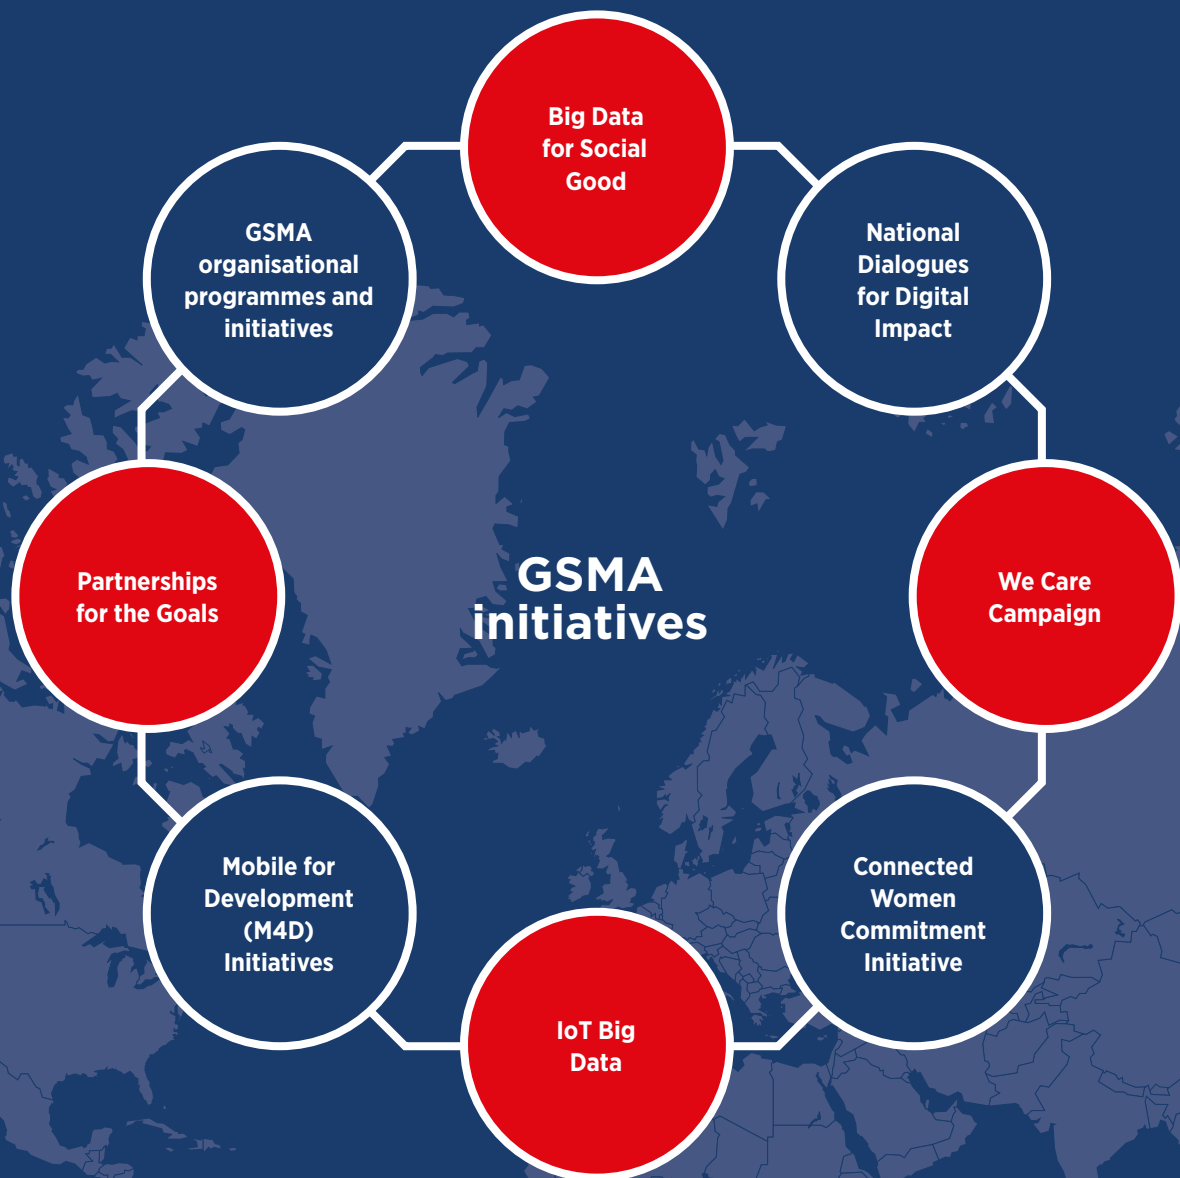 Big Data
for Social
Good
GSMA
organisational
programmes and
initiatives
National
Dialogues
for Digital
Impact
Partnerships
for the Goals
GSMA
initiatives
We Care
Campaign
Mobile for
Development
(M4D)
Initiatives
Connected
Women
Commitment
Initiative
IoT Big
Data